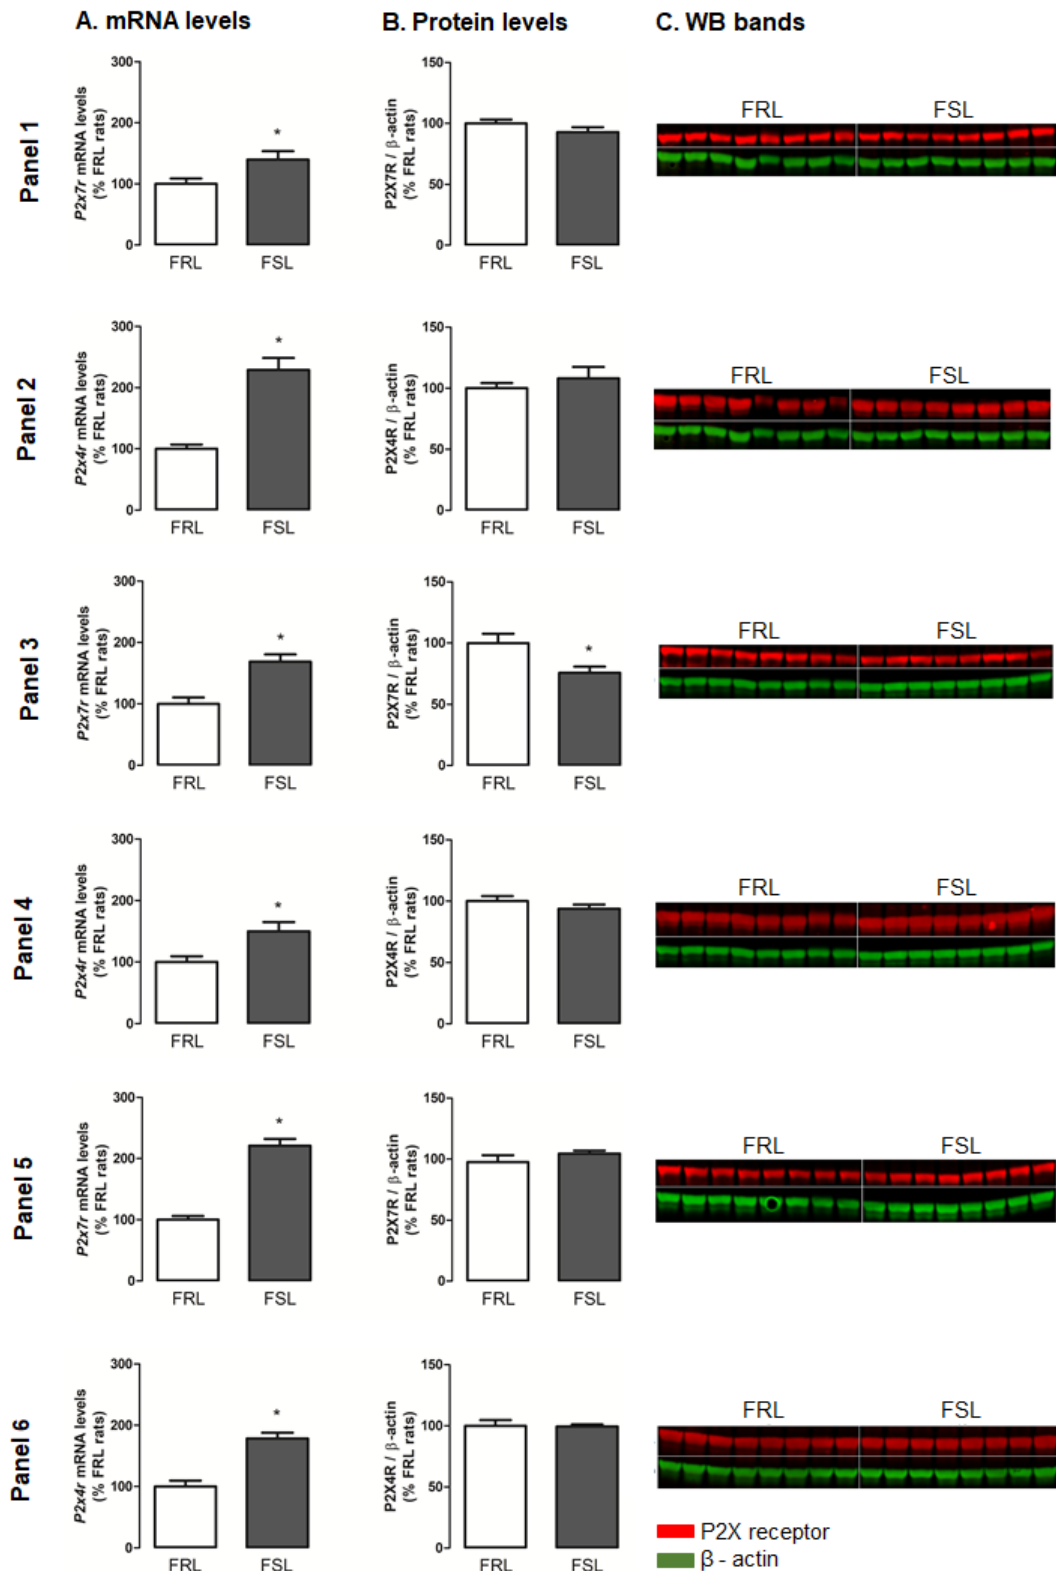 A. mRNA levels
B. Protein levels
C. WB bands
Panel 1
P2x7r mRNA levels
(% FRL rats)
300
200
100
0
*
FRL
FSL
P2X7R / β-actin
(% FRL rats)
150
100
50
0
FRL
FSL
FRL
FSL
Panel 2
P2x4r mRNA levels
(% FRL rats)
300
200
100
0
*
FRL
FSL
P2X4R / β-actin
(% FRL rats)
150
100
50
0
FRL
FSL
FRL
FSL
Panel 3
P2x7r mRNA levels
(% FRL rats)
300
200
100
0
*
FRL
FSL
P2X7R / β-actin
(% FRL rats)
150
100
50
0
*
FRL
FSL
FRL
FSL
Panel 4
P2x4r mRNA levels
(% FRL rats)
300
200
100
0
*
FRL
FSL
P2X4R / β-actin
(% FRL rats)
150
100
50
0
FRL
FSL
FRL
FSL
Panel 5
P2x7r mRNA levels
(% FRL rats)
300
200
100
0
*
FRL
FSL
P2X7R / β-actin
(% FRL rats)
150
100
50
0
FRL
FSL
FRL
FSL
Panel 6
P2x4r mRNA levels
(% FRL rats)
300
200
100
0
*
FRL
FSL
P2X4R / β-actin
(% FRL rats)
150
100
50
0
FRL
FSL
FRL
FSL
P2X receptor
β - actin